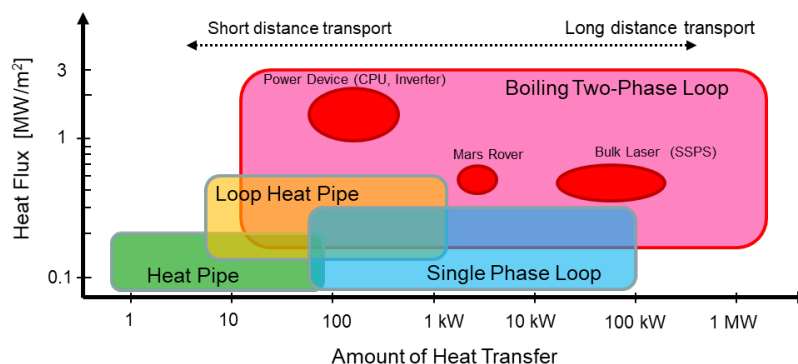 Short distance transport
Long distance transport
Heat Flux [MW/m²]
3
1
0.1
Power Device (CPU, Inverter)
Boiling Two-Phase Loop
Mars Rover
Bulk Laser (SSPS)
Loop Heat Pipe
Heat Pipe
Single Phase Loop
1
10
100
1 kW
10 kW
100 kW
1 MW
Amount of Heat Transfer